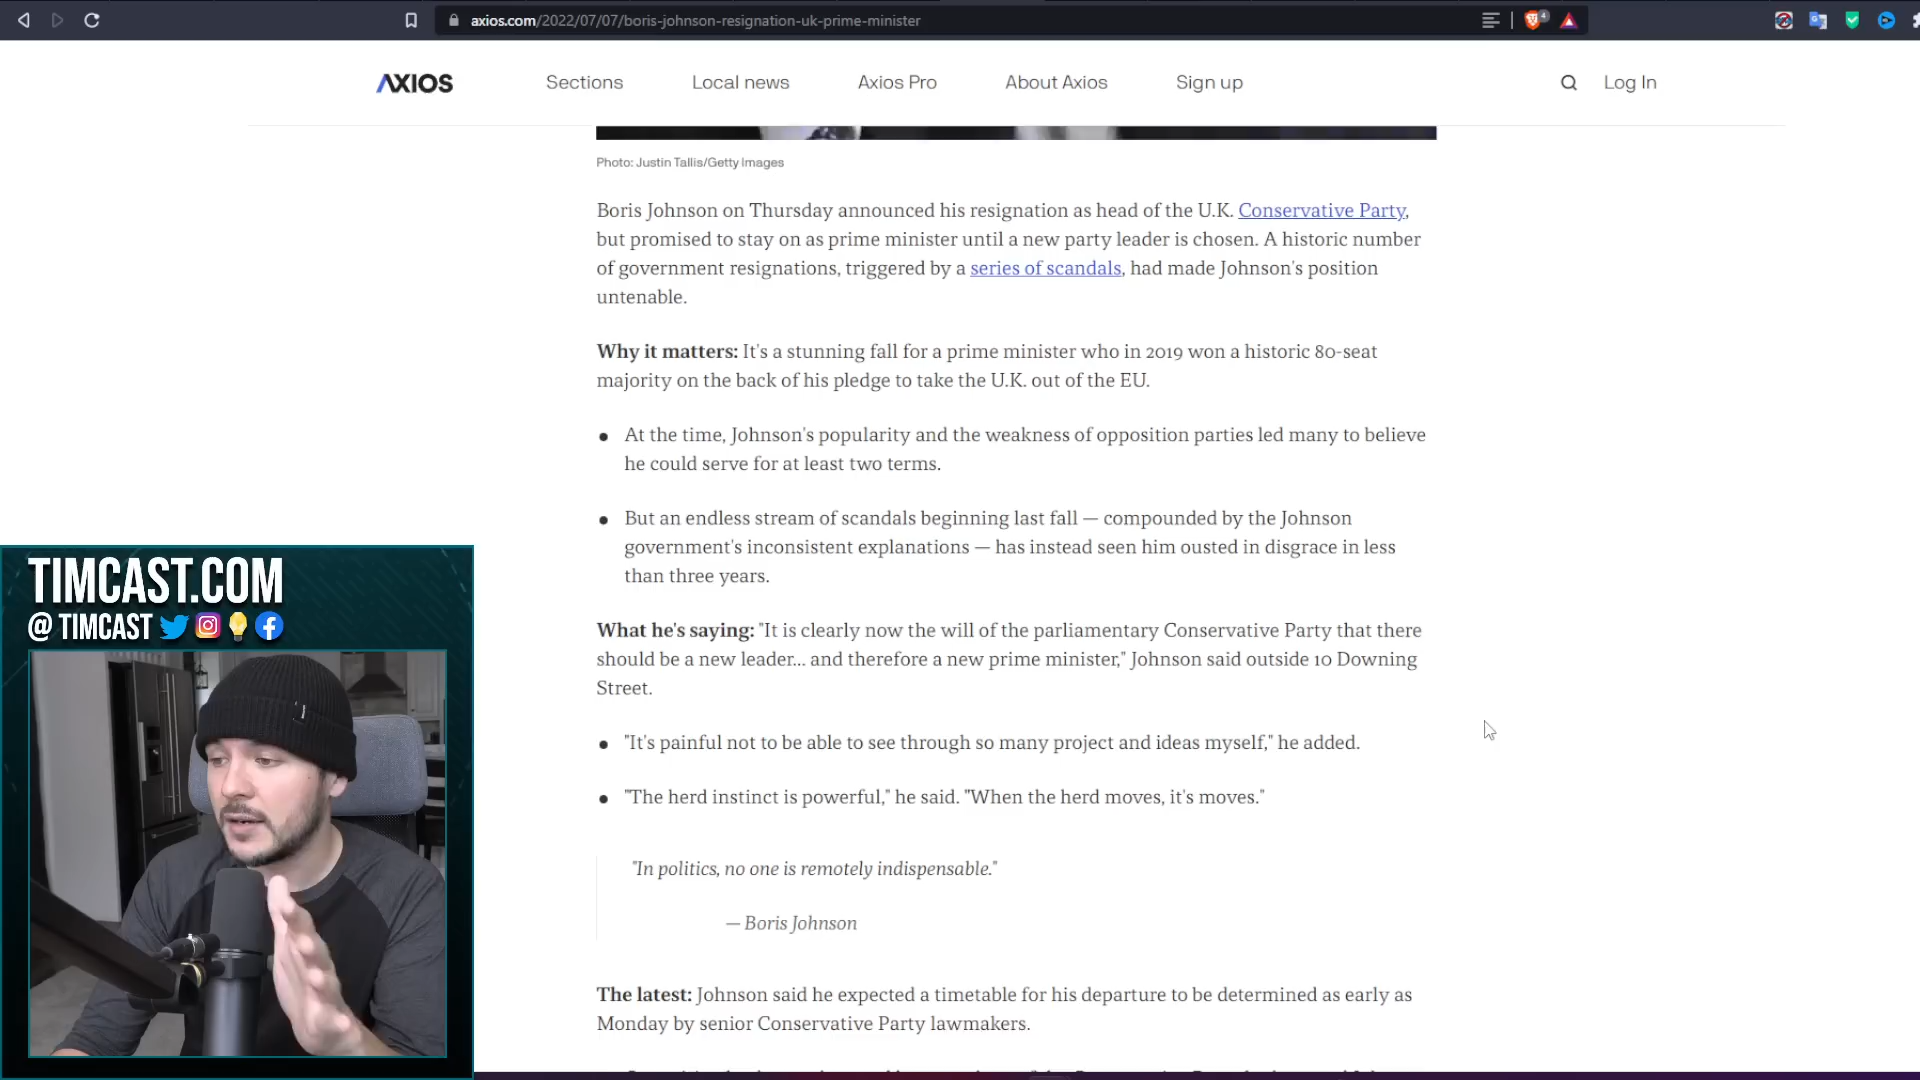 axios.com/2022/07/07/boris-johnson-resignation-uk-prime-minister
4
AXIOS
Sections
Local news
Axios Pro
About Axios
Sign up
Log In
Photo: Justin Tallis/Getty Images
Boris Johnson on Thursday announced his resignation as head of the U.K. Conservative Party,
but promised to stay on as prime minister until a new party leader is chosen. A historic number
of government resignations, triggered by a series of scandals, had made Johnson's position
untenable.
Why it matters: It's a stunning fall for a prime minister who in 2019 won a historic 80-seat
majority on the back of his pledge to take the U.K. out of the EU.
At the time, Johnson's popularity and the weakness of opposition parties led many to believe
he could serve for at least two terms.
But an endless stream of scandals beginning last fall — compounded by the Johnson
government's inconsistent explanations — has instead seen him ousted in disgrace in less
than three years.
What he's saying: "It is clearly now the will of the parliamentary Conservative Party that there
should be a new leader... and therefore a new prime minister," Johnson said outside 10 Downing
Street.
"It's painful not to be able to see through so many project and ideas myself," he added.
"The herd instinct is powerful," he said. "When the herd moves, it's moves."
"In politics, no one is remotely indispensable."
— Boris Johnson
The latest: Johnson said he expected a timetable for his departure to be determined as early as
Monday by senior Conservative Party lawmakers.
TIMCAST.COM
@ TIMCAST